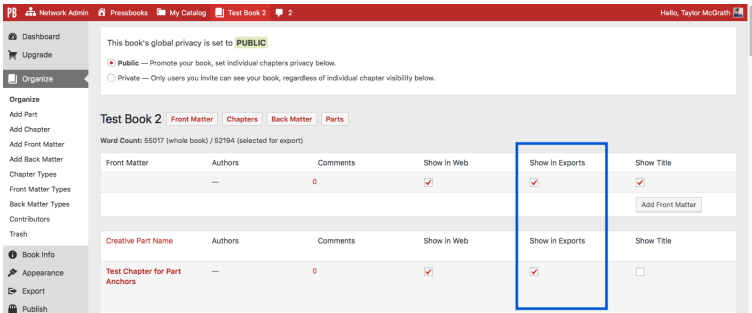 PB Network Admin Pressbooks My Catalog Test Book 2 2 Hello, Taylor McGrath
Dashboard
Upgrade
Organize
Organize
Add Part
Add Chapter
Add Front Matter
Add Back Matter
Chapter Types
Front Matter Types
Back Matter Types
Contributors
Trash
Book Info
Appearance
Export
Publish
This book's global privacy is set to PUBLIC
Public — Promote your book, set individual chapters privacy below.
Private — Only users you invite can see your book, regardless of individual chapter visibility below.
Test Book 2 Front Matter Chapters Back Matter Parts
Word Count: 55017 (whole book) / 52194 (selected for export)
Front Matter Authors Comments Show in Web Show in Exports Show Title
— 0
Add Front Matter
Creative Part Name Authors Comments Show in Web Show in Exports Show Title
Test Chapter for Part — 0
Anchors